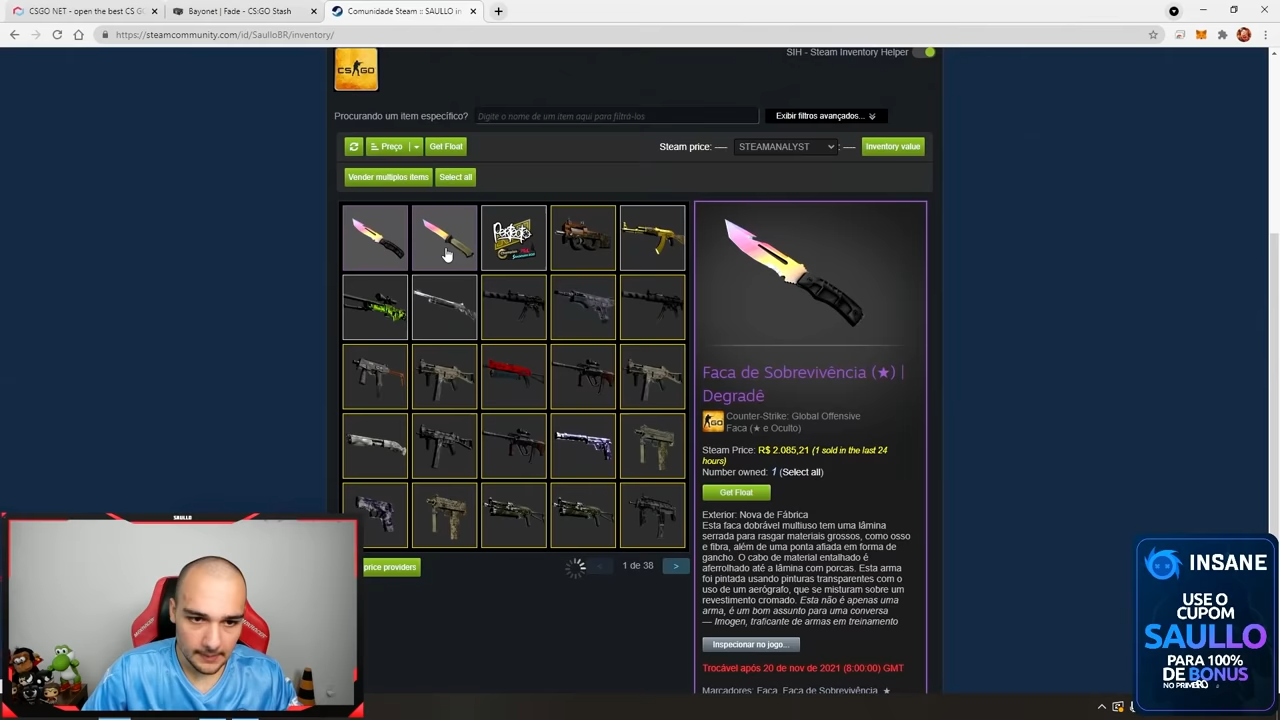 CSGO NET - open the best CS GO
Bayonet | Fade - CS:GO Stash
Comunidade Steam :: SAULLO in
https://steamcommunity.com/id/SaulloBR/inventory/
CS GO
SIH - Steam Inventory Helper
Procurando um item específico?
Digite o nome de um item aqui para filtrá-los
Exibir filtros avançados...
Preço
Get Float
Steam price: —
STEAMANALYST
: —
Inventory value
Vender multiplos items
Select all
Faca de Sobrevivência (★) |
Degradê
Counter-Strike: Global Offensive
Faca (★ e Oculto)
Steam Price: R$ 2.085,21 (1 sold in the last 24
hours)
Number owned: 1 (Select all)
Get Float
Exterior: Nova de Fábrica
Esta faca dobrável multiuso tem uma lâmina
serrada para rasgar materiais grossos, como osso
e fibra, além de uma ponta afiada em forma de
gancho. O cabo de material entalhado é
aferrolhado até a lâmina com porcas. Esta arma
foi pintada usando pinturas transparentes com o
uso de um aerógrafo, que se misturam sobre um
revestimento cromado. Esta não é apenas uma
arma, é um bom assunto para uma conversa
— Imogen, traficante de armas em treinamento
Inspecionar no jogo...
Trocável após 20 de nov de 2021 (8:00:00) GMT
Marcadores: Faca, Faca de Sobrevivência, ★
price providers
1 de 38
<
>
SAULLO
INSANE
USE O
CUPOM
SAULLO
PARA 100%
DE BONUS
NO PRIMEIRO